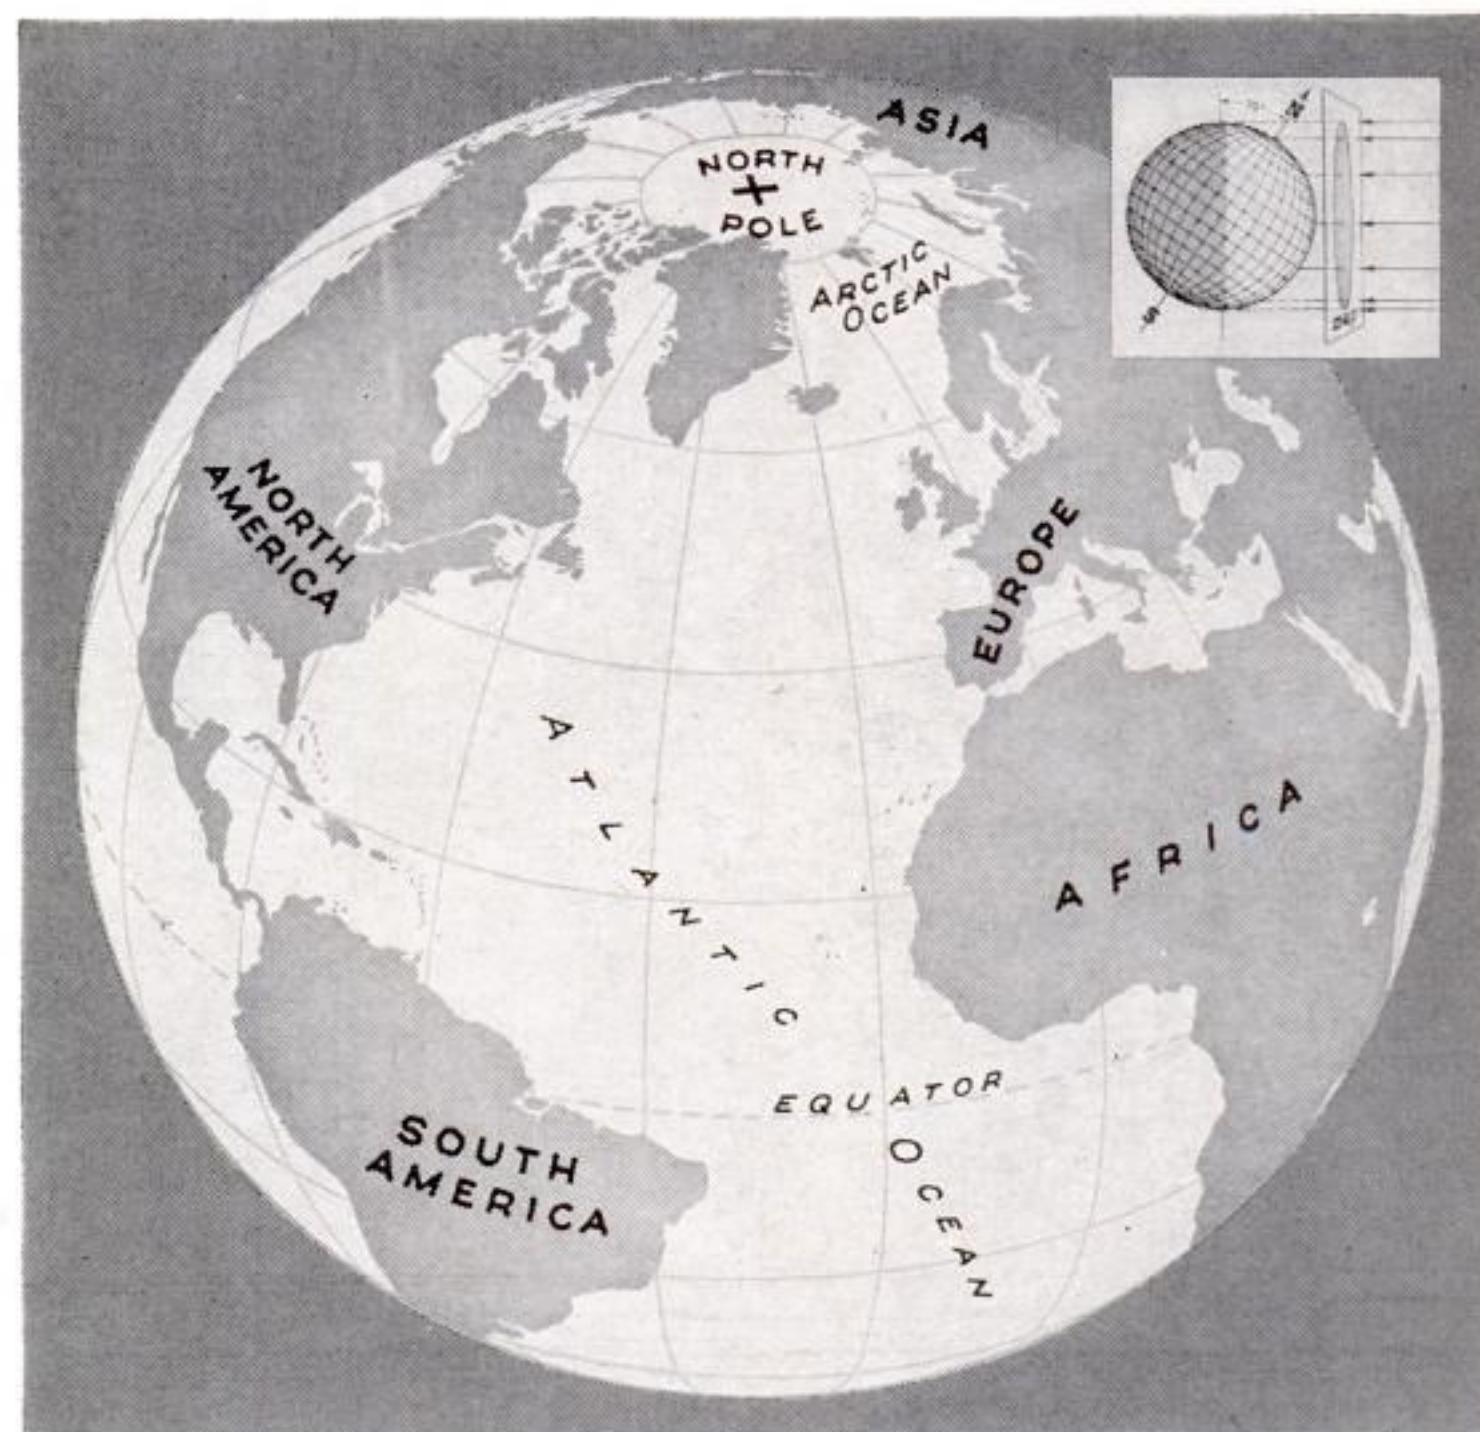 ASIA
N
NORTH
POLE
ARCTIC
OCEAN
S
NORTH
AMERICA
EUROPE
ATLANTIC
AFRICA
EQUATOR
OCEAN
SOUTH
AMERICA